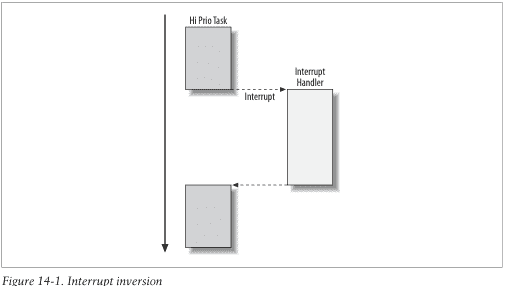 Hi Prio Task
Interrupt
Handler
Interrupt
Figure 14-1. Interrupt inversion